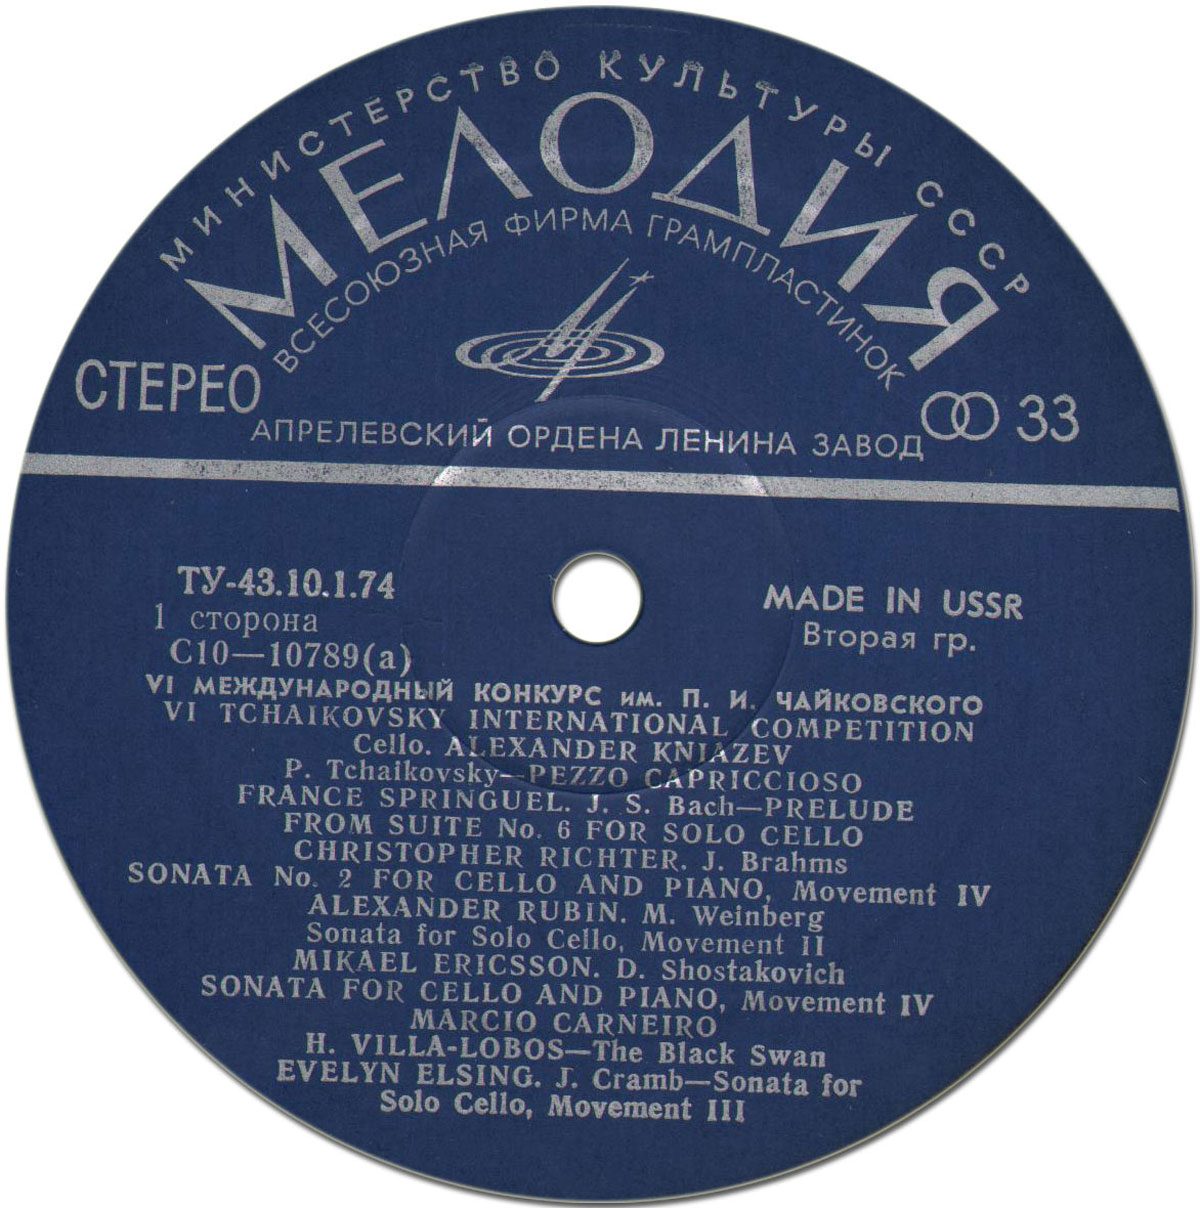 МИНИСТЕРСТВО КУЛЬТУРЫ СССР
МЕЛОДИЯ
ВСЕСОЮЗНАЯ ФИРМА ГРАМПЛАСТИНОК
СТЕРЕО
33
АПРЕЛЕВСКИЙ ОРДЕНА ЛЕНИНА ЗАВОД
ТУ-43.10.1.74
MADE IN USSR
1 сторона
Вторая гр.
С10—10789(а)
VI МЕЖДУНАРОДНЫЙ КОНКУРС им. П. И. ЧАЙКОВСКОГО
VI TCHAIKOVSKY INTERNATIONAL COMPETITION
Cello. ALEXANDER KNIAZEV
P. Tchaikovsky—PEZZO CAPRICCIOSO
FRANCE SPRINGUEL. J. S. Bach—PRELUDE
FROM SUITE No. 6 FOR SOLO CELLO
CHRISTOPHER RICHTER. J. Brahms
SONATA No. 2 FOR CELLO AND PIANO, Movement IV
ALEXANDER RUBIN. M. Weinberg
Sonata for Solo Cello, Movement II
MIKAEL ERICSSON. D. Shostakovich
SONATA FOR CELLO AND PIANO, Movement IV
MARCIO CARNEIRO
H. VILLA-LOBOS—The Black Swan
EVELYN ELSING. J. Cramb—Sonata for
Solo Cello, Movement III